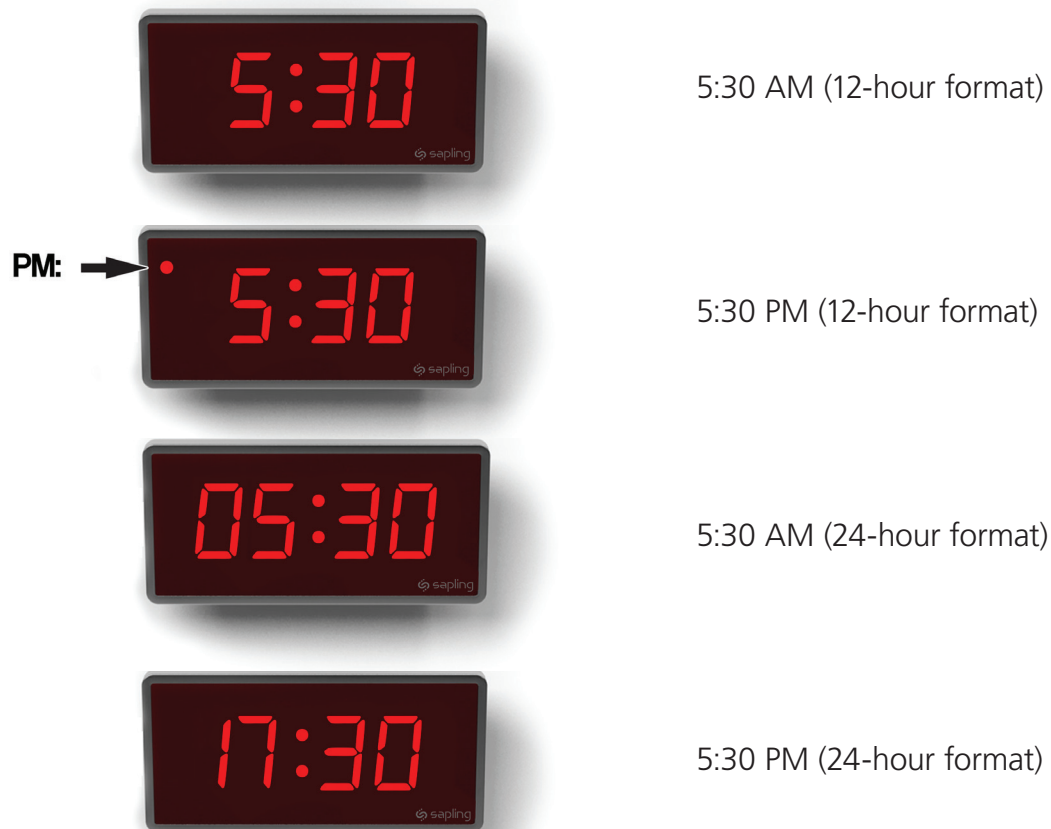 5:30
sapling
5:30 AM (12-hour format)
PM:
5:30
sapling
5:30 PM (12-hour format)
05:30
sapling
5:30 AM (24-hour format)
17:30
sapling
5:30 PM (24-hour format)